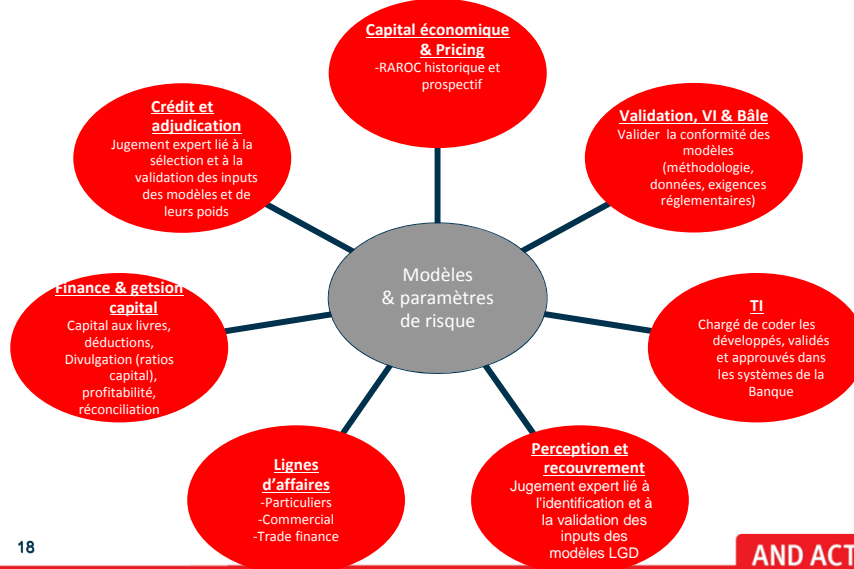 Capital économique
& Pricing
-RAROC historique et
prospectif
Validation, VI & Bâle
Valider la conformité des
modèles
(méthodologie,
données, exigences
réglementaires)
TI
Chargé de coder les
développés, validés
et approuvés dans
les systèmes de la
Banque
Perception et
recouvrement
Jugement expert lié à
l'identification et à
la validation des
inputs des
modèles LGD
Lignes
d'affaires
-Particuliers
-Commercial
-Trade finance
Finance & getsion
capital
Capital aux livres,
déductions,
Divulgation (ratios
capital),
profitabilité,
réconciliation
Crédit et
adjudication
Jugement expert lié à la
sélection et à la
validation des inputs
des modèles et de
leurs poids
Modèles
& paramètres
de risque
18
AND ACT